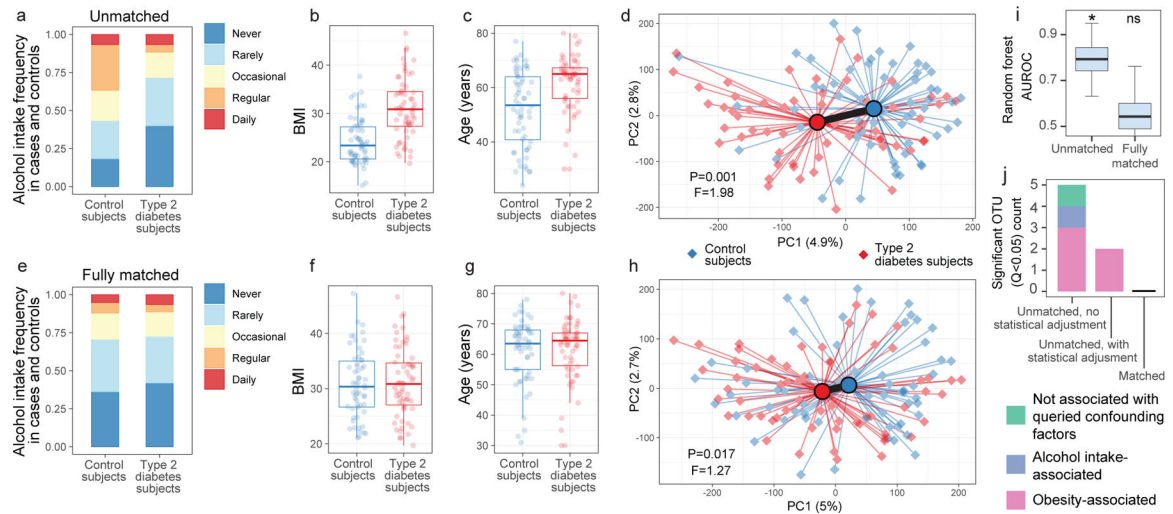 a
Unmatched
Alcohol intake frequency
in cases and controls
1.00
0.75
0.50
0.25
0.00
Control
subjects
Type 2
diabetes
subjects
Never
Rarely
Occasional
Regular
Daily
b
BMI
40
30
20
Control
subjects
Type 2
diabetes
subjects
c
Age (years)
80
60
40
Control
subjects
Type 2
diabetes
subjects
d
PC2 (2.8%)
200
100
0
-100
-200
P=0.001
F=1.98
-200
-100
0
100
200
PC1 (4.9%)
Control
subjects
Type 2
diabetes subjects
e
Fully matched
Alcohol intake frequency
in cases and controls
1.00
0.75
0.50
0.25
0.00
Control
subjects
Type 2
diabetes
subjects
Never
Rarely
Occasional
Regular
Daily
f
BMI
40
30
20
Control
subjects
Type 2
diabetes
subjects
g
Age (years)
80
70
60
50
40
30
Control
subjects
Type 2
diabetes
subjects
h
PC2 (2.7%)
200
100
0
-100
P=0.017
F=1.27
-200
-100
0
100
200
PC1 (5%)
i
Random forest
AUROC
0.9
0.7
0.5
*
ns
Unmatched
Fully
matched
j
Significant OTU
(Q<0.05) count
5
4
3
2
1
0
Unmatched, no
statistical adjustment
Unmatched, with
statistical adjusment
Matched
Not associated with
queried confounding
factors
Alcohol intake-
associated
Obesity-associated